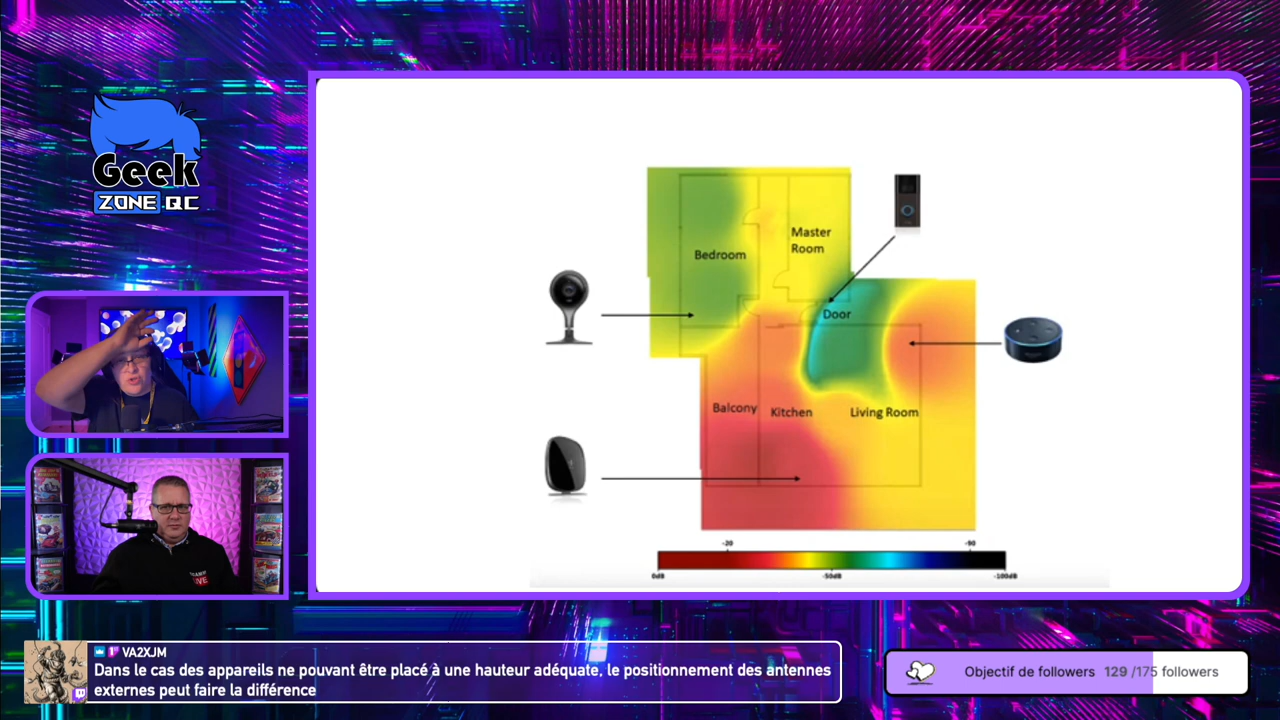 Geek
ZONE QC
Bedroom
Master
Room
Door
Balcony
Kitchen
Living Room
-20
-90
0dB
-50dB
-100dB
LIVE
VA2XJM
Dans le cas des appareils ne pouvant être placé à une hauteur adéquate, le positionnement des antennes
externes peut faire la différence
Objectif de followers 129 /175 followers